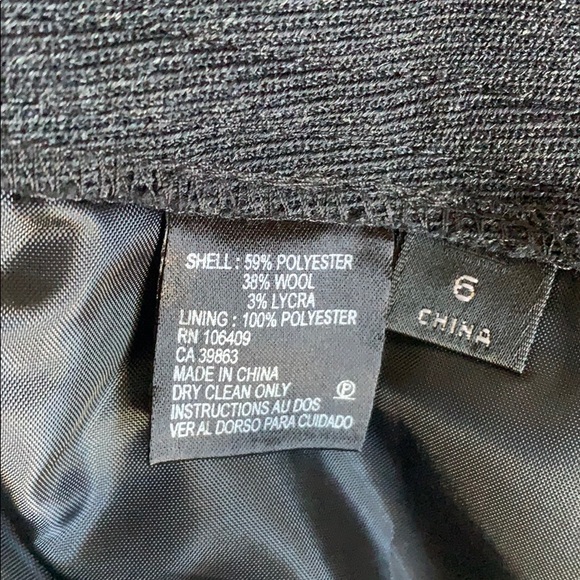 SHELL : 59% POLYESTER
38% WOOL
3% LYCRA
LINING : 100% POLYESTER
RN 106409
CA 39863
MADE IN CHINA
DRY CLEAN ONLY Ⓟ
INSTRUCTIONS AU DOS
VER AL DORSO PARA CUIDADO
6
CHINA